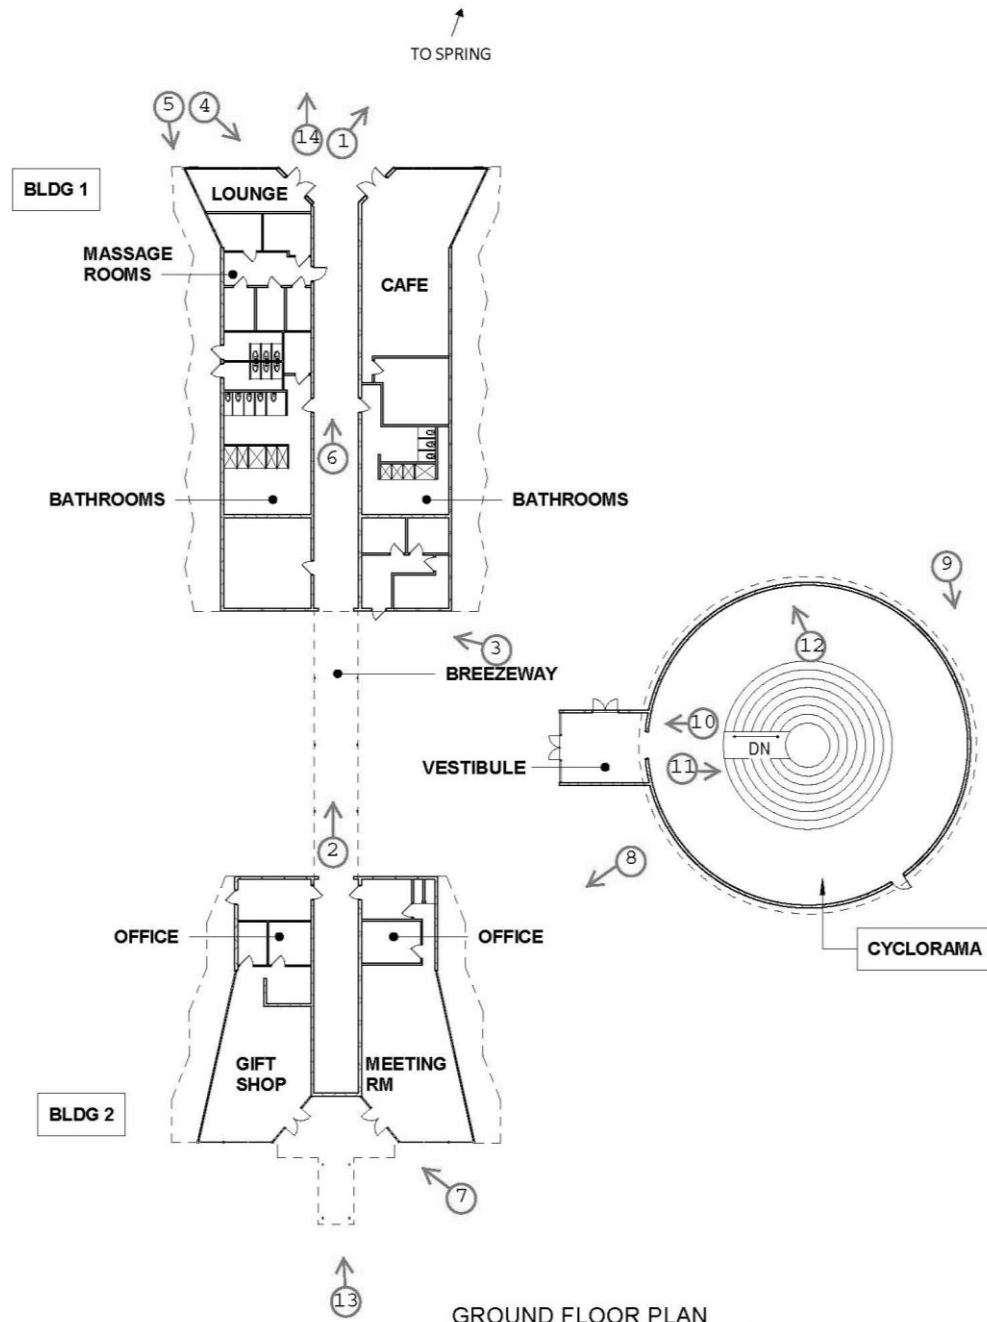 TO SPRING
5
4
14
1
BLDG 1
LOUNGE
MASSAGE
ROOMS
CAFE
6
BATHROOMS
BATHROOMS
9
3
12
BREEZEWAY
10
DN
VESTIBULE
11
2
8
OFFICE
OFFICE
CYCLORAMA
GIFT
SHOP
MEETING
RM
BLDG 2
7
13
GROUND FLOOR PLAN